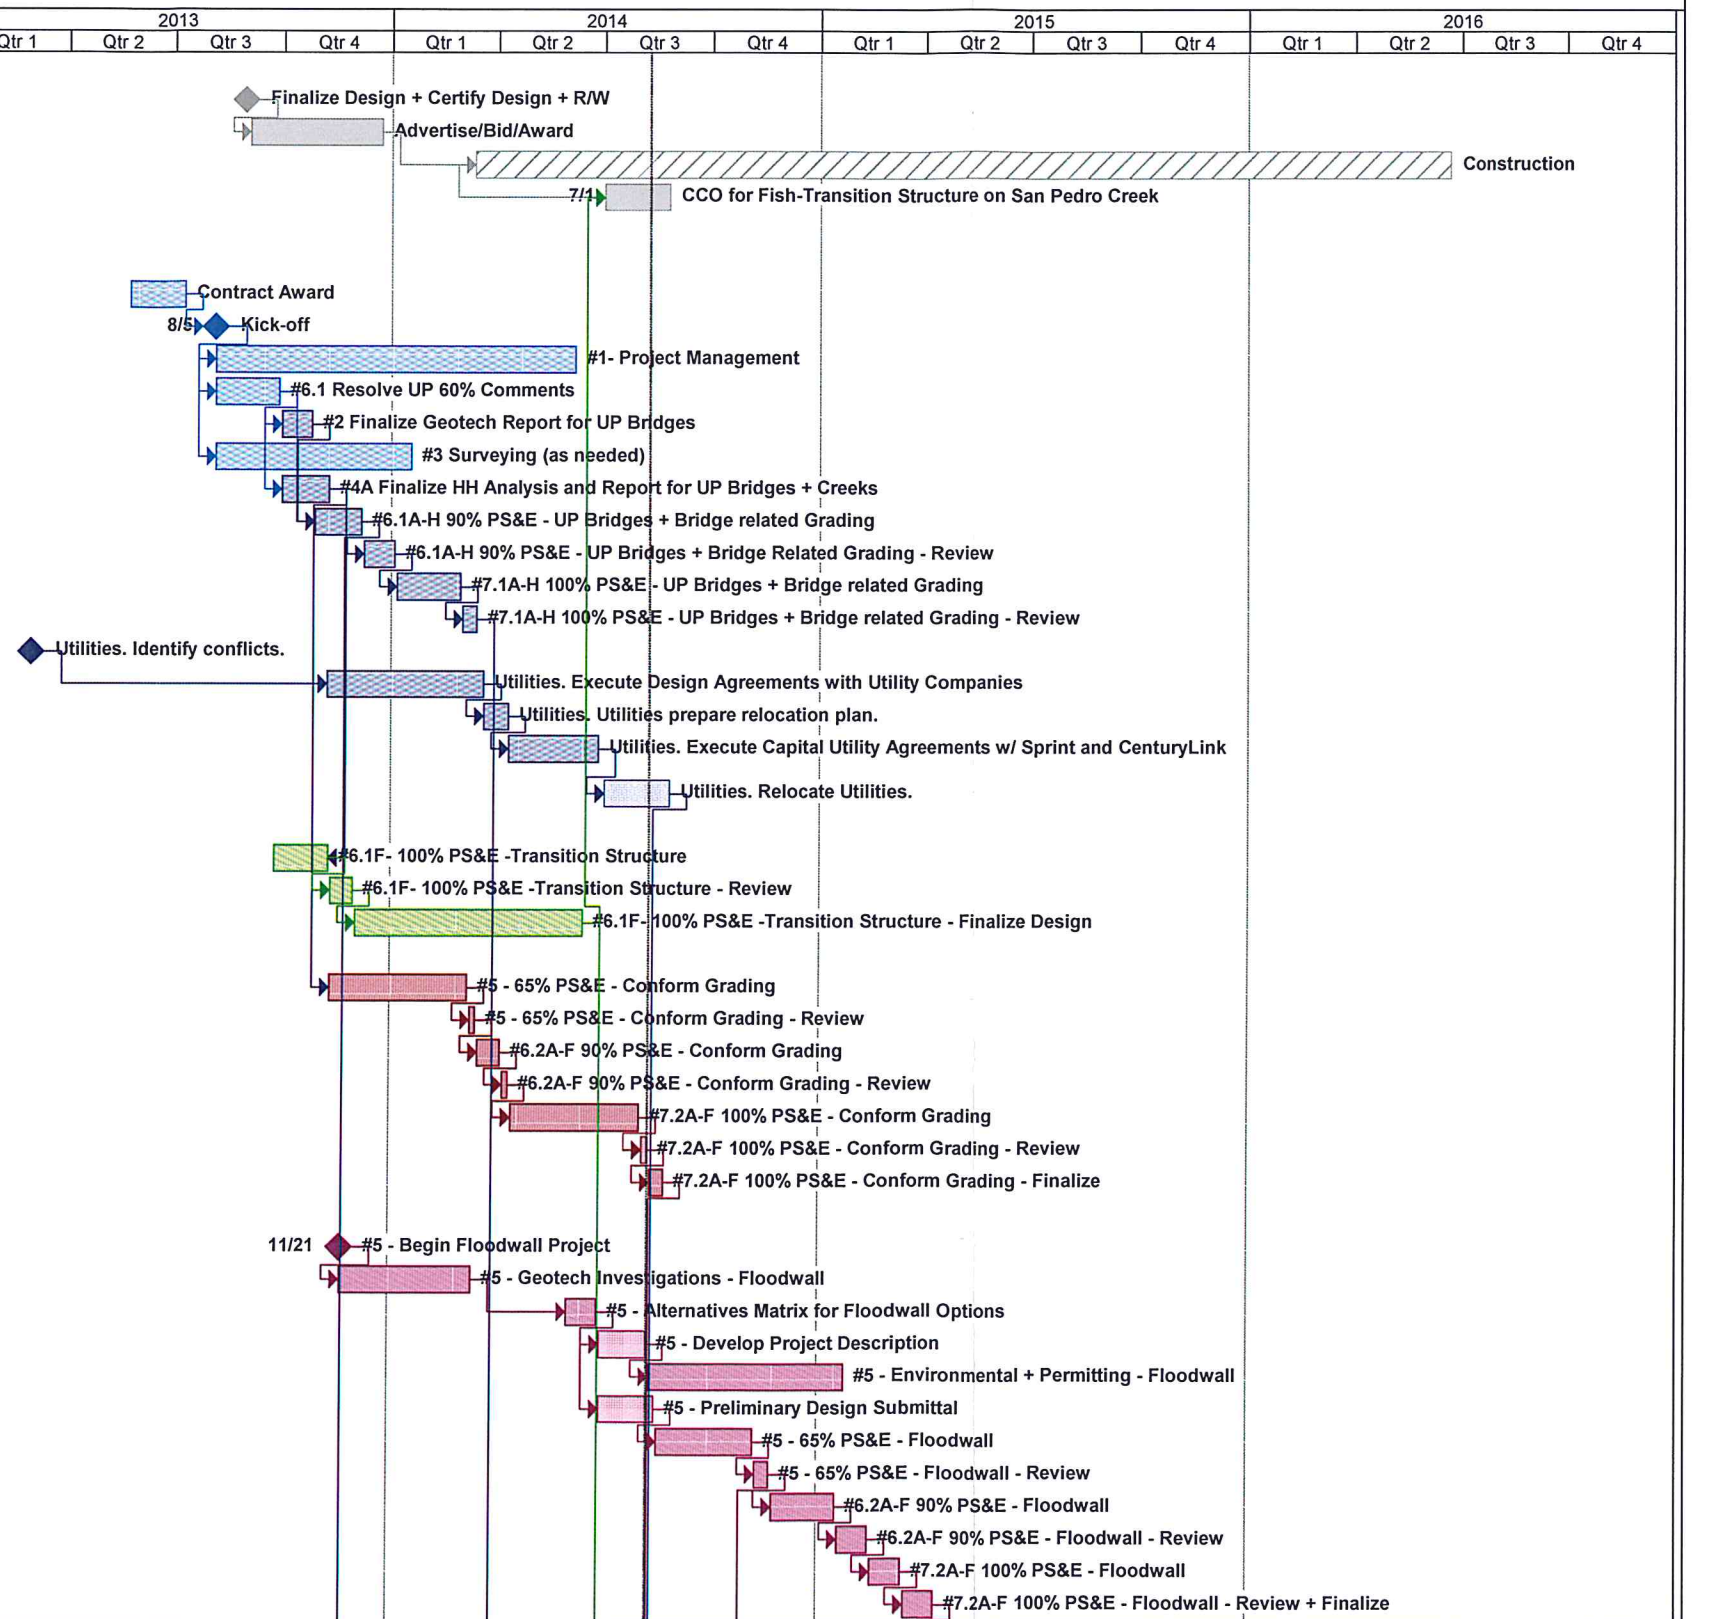 2013 2014 2015 2016
Qtr 1 Qtr 2 Qtr 3 Qtr 4 Qtr 1 Qtr 2 Qtr 3 Qtr 4 Qtr 1 Qtr 2 Qtr 3 Qtr 4 Qtr 1 Qtr 2 Qtr 3 Qtr 4
Finalize Design + Certify Design + R/W
Advertise/Bid/Award
Construction
7/1 CCO for Fish-Transition Structure on San Pedro Creek
Contract Award
8/5 Kick-off
#1- Project Management
#6.1 Resolve UP 60% Comments
#2 Finalize Geotech Report for UP Bridges
#3 Surveying (as needed)
#4A Finalize HH Analysis and Report for UP Bridges + Creeks
#6.1A-H 90% PS&E - UP Bridges + Bridge related Grading
#6.1A-H 90% PS&E - UP Bridges + Bridge Related Grading - Review
#7.1A-H 100% PS&E - UP Bridges + Bridge related Grading
#7.1A-H 100% PS&E - UP Bridges + Bridge related Grading - Review
Utilities. Identify conflicts.
Utilities. Execute Design Agreements with Utility Companies
Utilities. Utilities prepare relocation plan.
Utilities. Execute Capital Utility Agreements w/ Sprint and CenturyLink
Utilities. Relocate Utilities.
#6.1F- 100% PS&E -Transition Structure
#6.1F- 100% PS&E -Transition Structure - Review
#6.1F- 100% PS&E -Transition Structure - Finalize Design
#5 - 65% PS&E - Conform Grading
#5 - 65% PS&E - Conform Grading - Review
#6.2A-F 90% PS&E - Conform Grading
#6.2A-F 90% PS&E - Conform Grading - Review
#7.2A-F 100% PS&E - Conform Grading
#7.2A-F 100% PS&E - Conform Grading - Review
#7.2A-F 100% PS&E - Conform Grading - Finalize
11/21 #5 - Begin Floodwall Project
#5 - Geotech Investigations - Floodwall
#5 - Alternatives Matrix for Floodwall Options
#5 - Develop Project Description
#5 - Environmental + Permitting - Floodwall
#5 - Preliminary Design Submittal
#5 - 65% PS&E - Floodwall
#5 - 65% PS&E - Floodwall - Review
#6.2A-F 90% PS&E - Floodwall
#6.2A-F 90% PS&E - Floodwall - Review
#7.2A-F 100% PS&E - Floodwall
#7.2A-F 100% PS&E - Floodwall - Review + Finalize